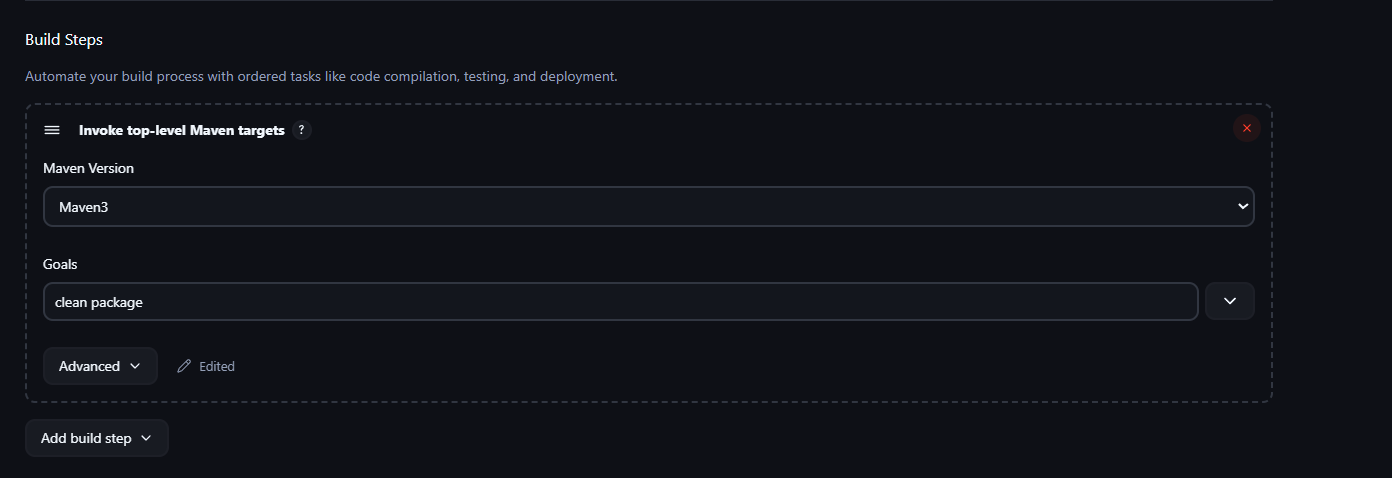 Build Steps
Automate your build process with ordered tasks like code compilation, testing, and deployment.
Invoke top-level Maven targets ?
Maven Version
Maven3
Goals
clean package
Advanced Edited
Add build step